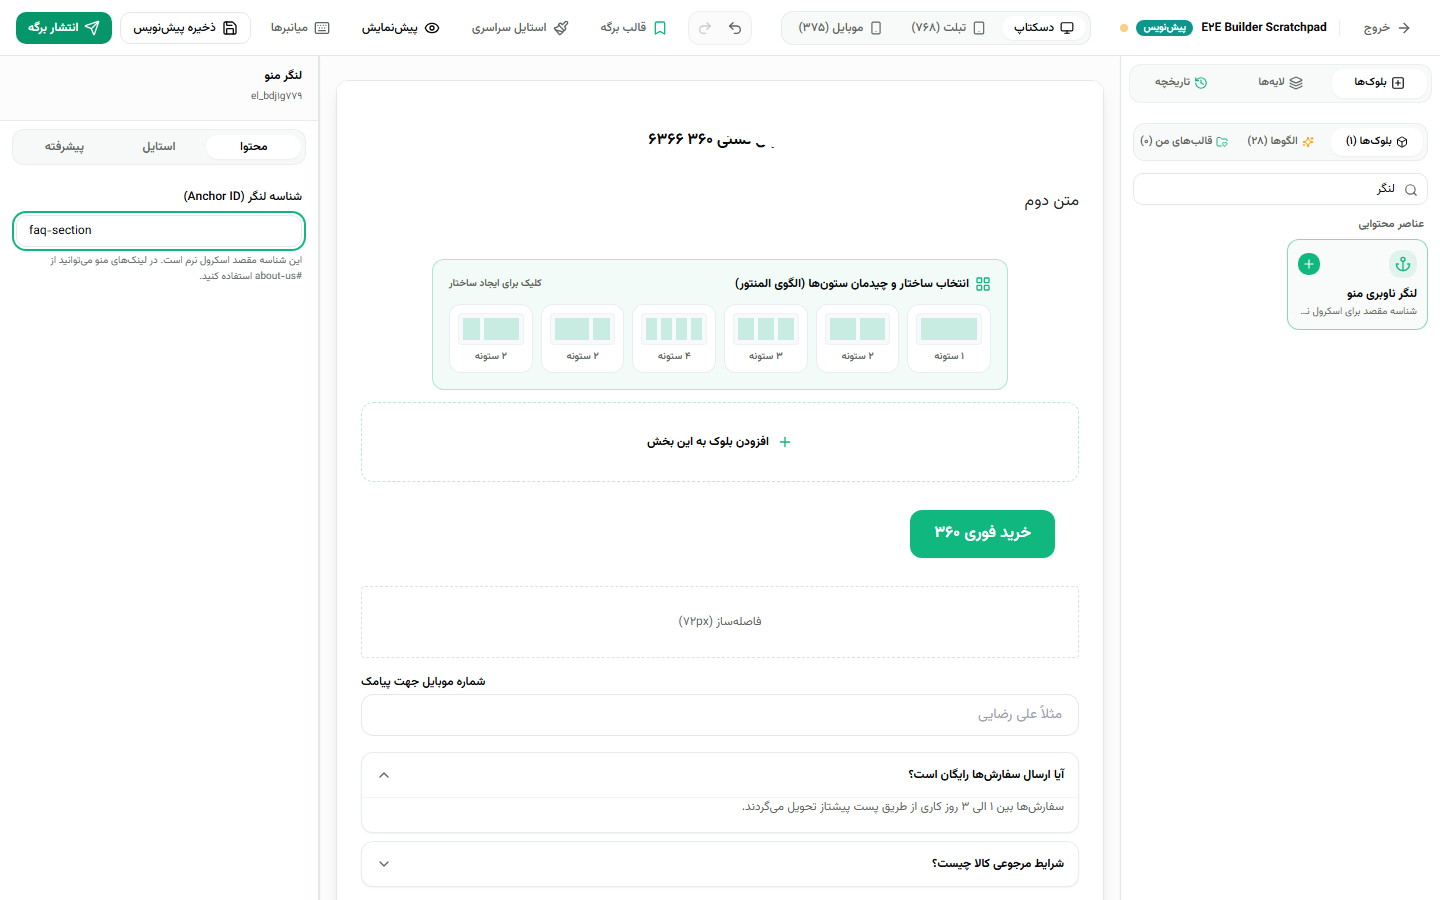 خروج
E۲E Builder Scratchpad
پیش‌نویس
دسکتاپ
تبلت (۷۶۸)
موبایل (۳۷۵)
قالب برگه
استایل سراسری
پیش‌نمایش
میانبرها
ذخیره پیش‌نویس
انتشار برگه
بلوک‌ها
لایه‌ها
تاریخچه
بلوک‌ها (۱)
الگوها (۲۸)
قالب‌های من (۰)
لنگر
عناصر محتوایی
لنگر ناوبری منو
شناسه مقصد برای اسکرول نـ...
۳۶۰ ۶۳۶۶
متن دوم
انتخاب ساختار و چیدمان ستون‌ها (الگوی المنتور)
کلیک برای ایجاد ساختار
۱ ستونه
۲ ستونه
۳ ستونه
۴ ستونه
۲ ستونه
۲ ستونه
افزودن بلوک به این بخش
خرید فوری ۳۶۰
فاصله‌ساز (۷۲px)
شماره موبایل جهت پیامک
مثلاً علی رضایی
آیا ارسال سفارش‌ها رایگان است؟
سفارش‌ها بین ۱ الی ۳ روز کاری از طریق پست پیشتاز تحویل می‌گردند.
شرایط مرجوعی کالا چیست؟
لنگر منو
el_bdj۱g۷۷۹
محتوا
استایل
پیشرفته
شناسه لنگر (Anchor ID)
faq-section
این شناسه مقصد اسکرول نرم است. در لینک‌های منو می‌توانید از
#about-us استفاده کنید.